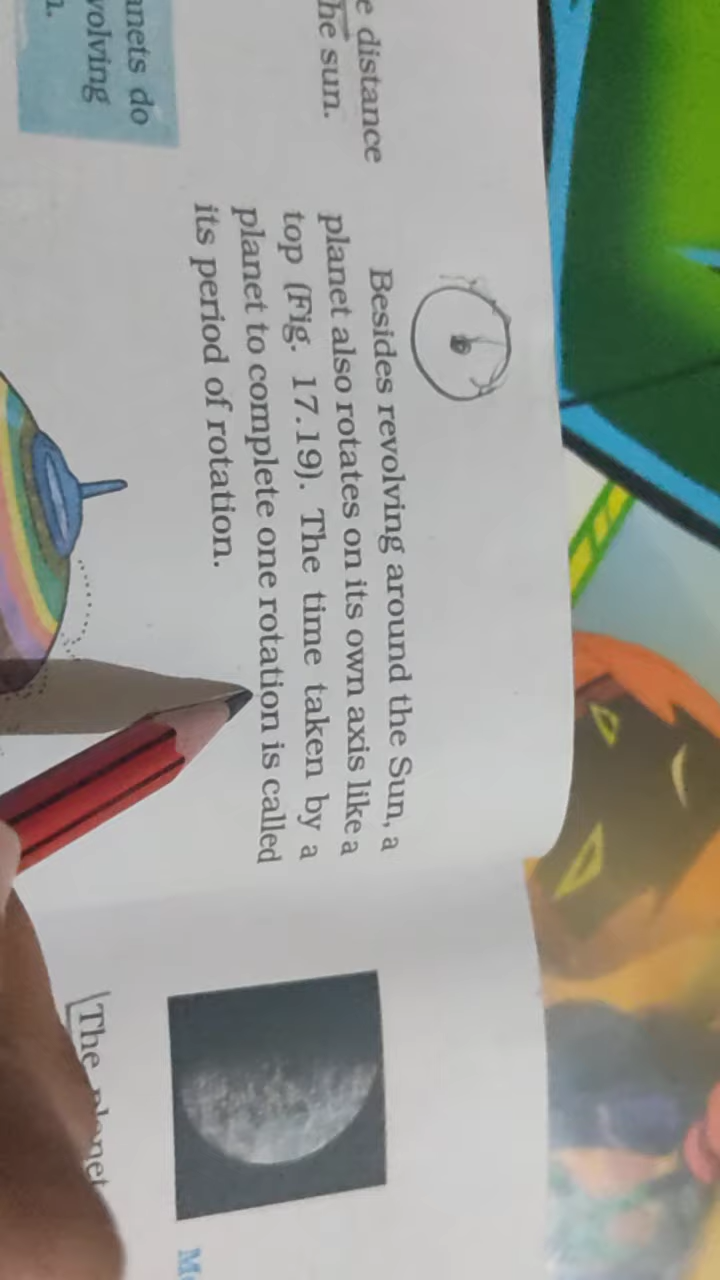 e distance
he sun.
anets do
volving
n.
Besides revolving around the Sun, a
planet also rotates on its own axis like a
top (Fig. 17.19). The time taken by a
planet to complete one rotation is called
its period of rotation.
The planet
Me